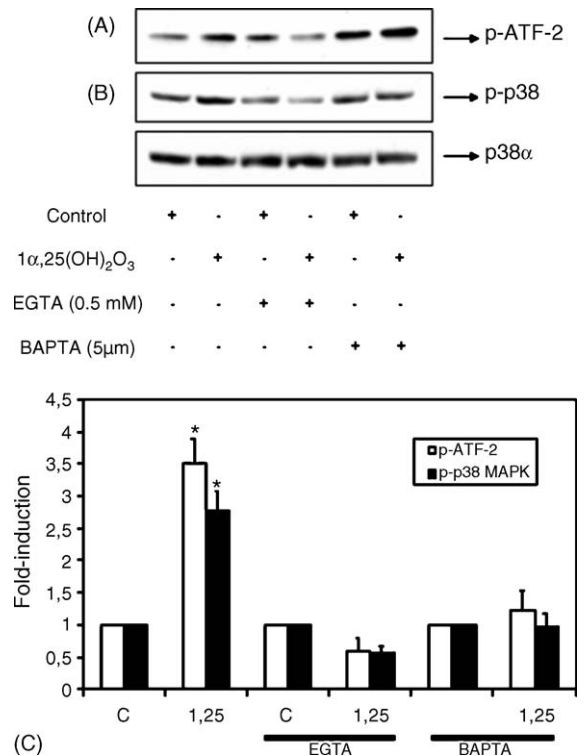 (A) p-ATF-2
(B) p-p38
p38α
Control + - + - + -
1α,25(OH)₂O₃ - + - + - +
EGTA (0.5 mM) - - + + - -
BAPTA (5μm) - - - - + +
4,5
4
3,5
3
2,5
2
1,5
1
0,5
0
Fold-induction
* *
p-ATF-2
p-p38 MAPK
C 1,25 C 1,25 1,25
EGTA BAPTA
(C)